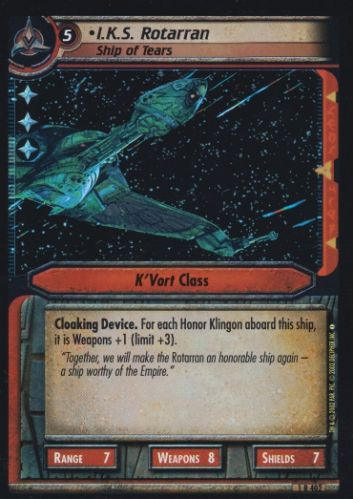 5
•I.K.S. Rotarran
Ship of Tears
K'Vort Class
Cloaking Device. For each Honor Klingon aboard this ship,
it is Weapons +1 (limit +3).
"Together, we will make the Rotarran an honorable ship again –
a ship worthy of the Empire."
RANGE 7
WEAPONS 8
SHIELDS 7